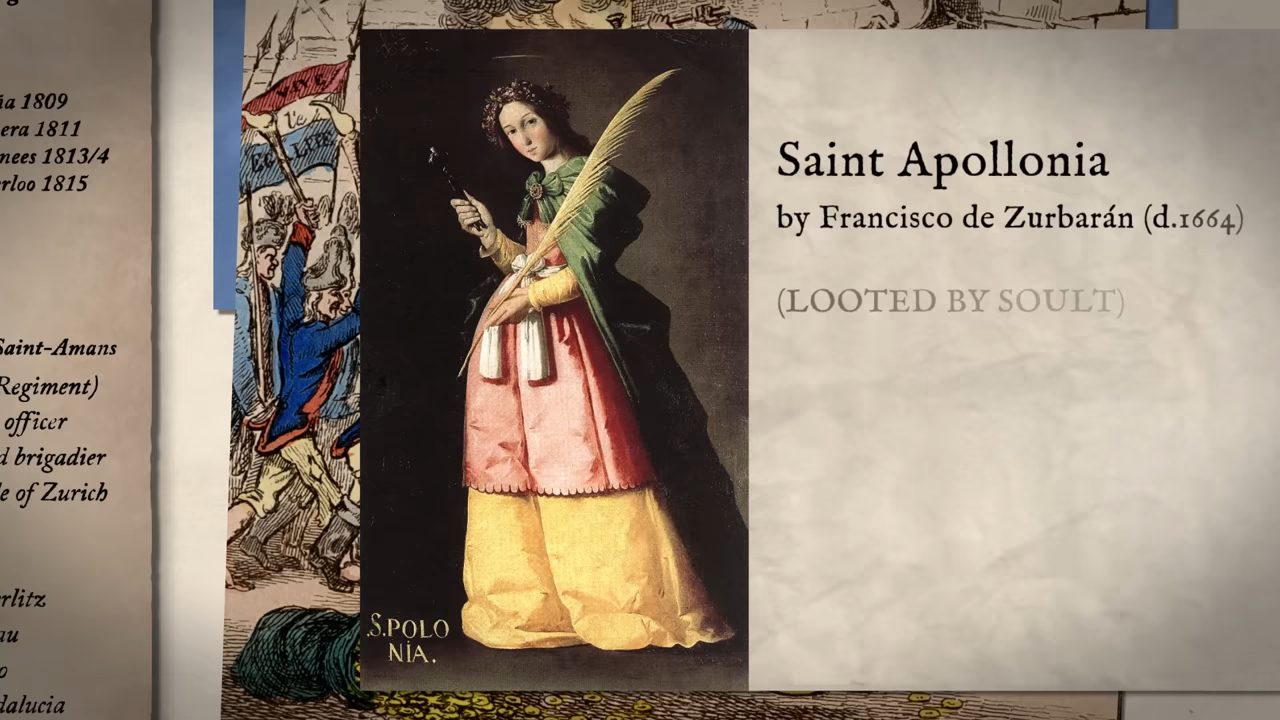 ia 1809
era 1811
nees 1813/4
rloo 1815
Saint-Amans
Regiment)
officer
d brigadier
le of Zurich
rlitz
au
o
dalucia
Saint Apollonia
by Francisco de Zurbarán (d.1664)
(LOOTED BY SOULT)
S.POLO
NİA.